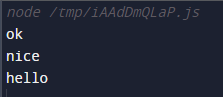 node /tmp/iAAdDmQLaP.js
ok
nice
hello